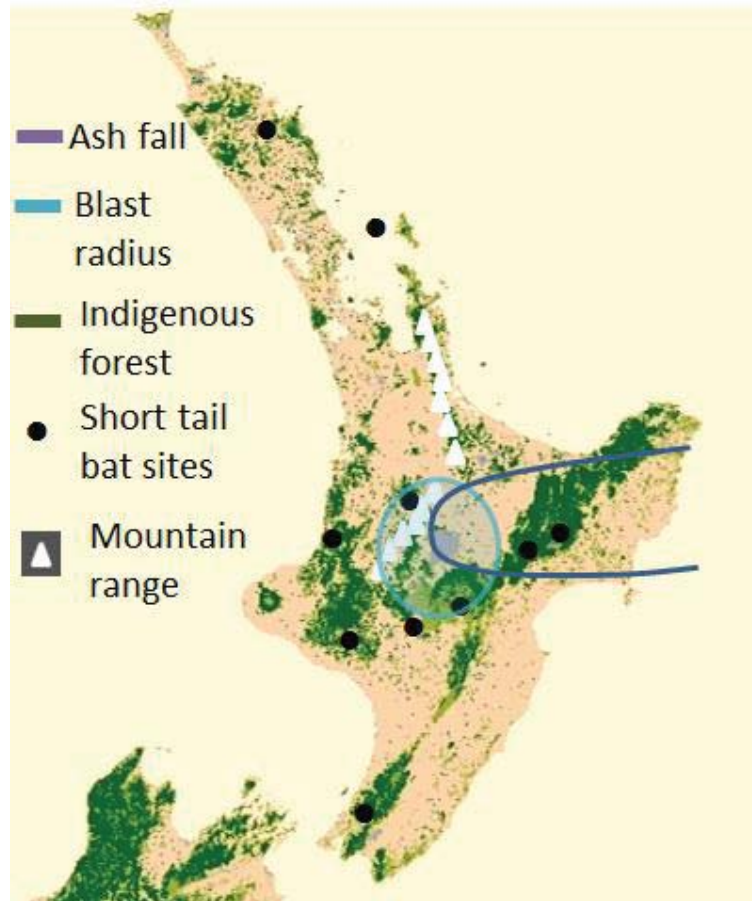 Ash fall
Blast
radius
Indigenous
forest
Short tail
bat sites
Mountain
range